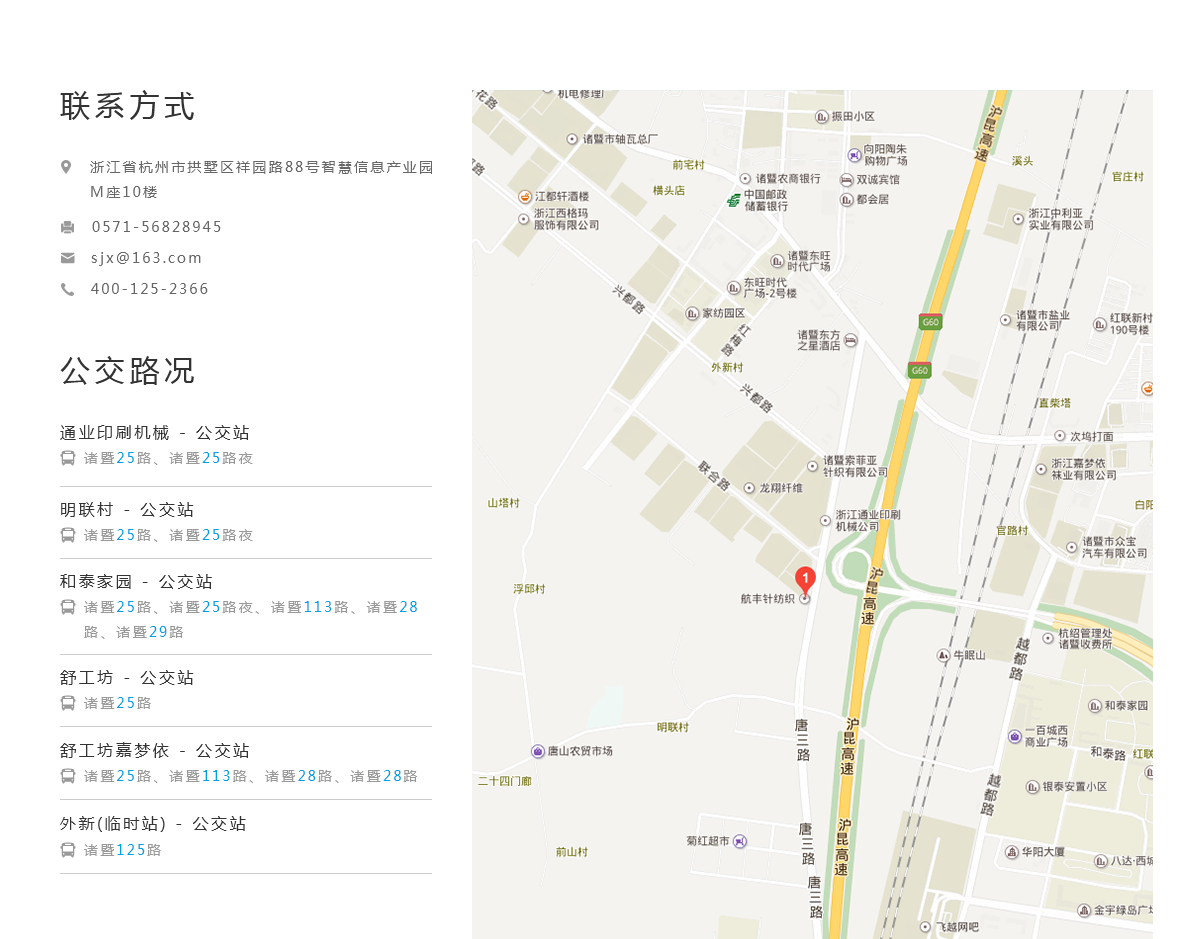 联系方式
浙江省杭州市拱墅区祥园路88号智慧信息产业园
M座10楼
0571-56828945
sjx@163.com
400-125-2366
公交路况
通业印刷机械 - 公交站
诸暨25路、诸暨25路夜
明联村 - 公交站
诸暨25路、诸暨25路夜
和泰家园 - 公交站
诸暨25路、诸暨25路夜、诸暨113路、诸暨28
路、诸暨29路
舒工坊 - 公交站
诸暨25路
舒工坊嘉梦依 - 公交站
诸暨25路、诸暨113路、诸暨28路、诸暨28路
外新(临时站) - 公交站
诸暨125路
花路
机电修理厂
振田小区
沪昆高速
诸暨市轴瓦总厂
向阳陶朱
购物广场
溪头
前宅村
官庄村
诸暨农商银行
双诚宾馆
横头店
中国邮政
储蓄银行
江都轩酒楼
都会居
浙江西格玛
服饰有限公司
浙江中利亚
实业有限公司
诸暨东旺
时代广场
东旺时代
广场-2号楼
兴都路
家纺园区
诸暨市盐业
有限公司
红联新村
190号楼
G60
红梅路
诸暨东方
之星酒店
外新村
G60
兴都路
直柴塔
次坞打面
联合路
诸暨索菲亚
针织有限公司
浙江嘉梦依
袜业有限公司
龙翔纤维
山塔村
白阳
浙江通业印刷
机械公司
官路村
诸暨市众宝
汽车有限公司
1
沪昆高速
浮邱村
航丰针纺织
杭绍管理处
诸暨收费所
越都路
牛眠山
和泰家园
唐三路
明联村
沪昆高速
一百城西
商业广场
唐山农贸市场
和泰路
红联
二十四门廊
越都路
银泰安置小区
唐三路
沪昆高速
菊红超市
前山村
华阳大厦
八达·西城
唐三路
金宇绿岛广场
飞越网吧